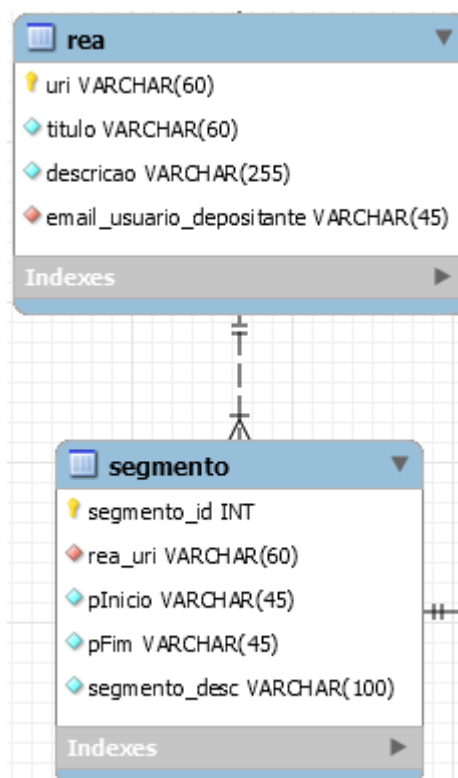 rea
uri VARCHAR(60)
titulo VARCHAR(60)
descricao VARCHAR(255)
email_usuario_depositante VARCHAR(45)
Indexes
segmento
segmento_id INT
rea_uri VARCHAR(60)
pInicio VARCHAR(45)
pFim VARCHAR(45)
segmento_desc VARCHAR(100)
Indexes